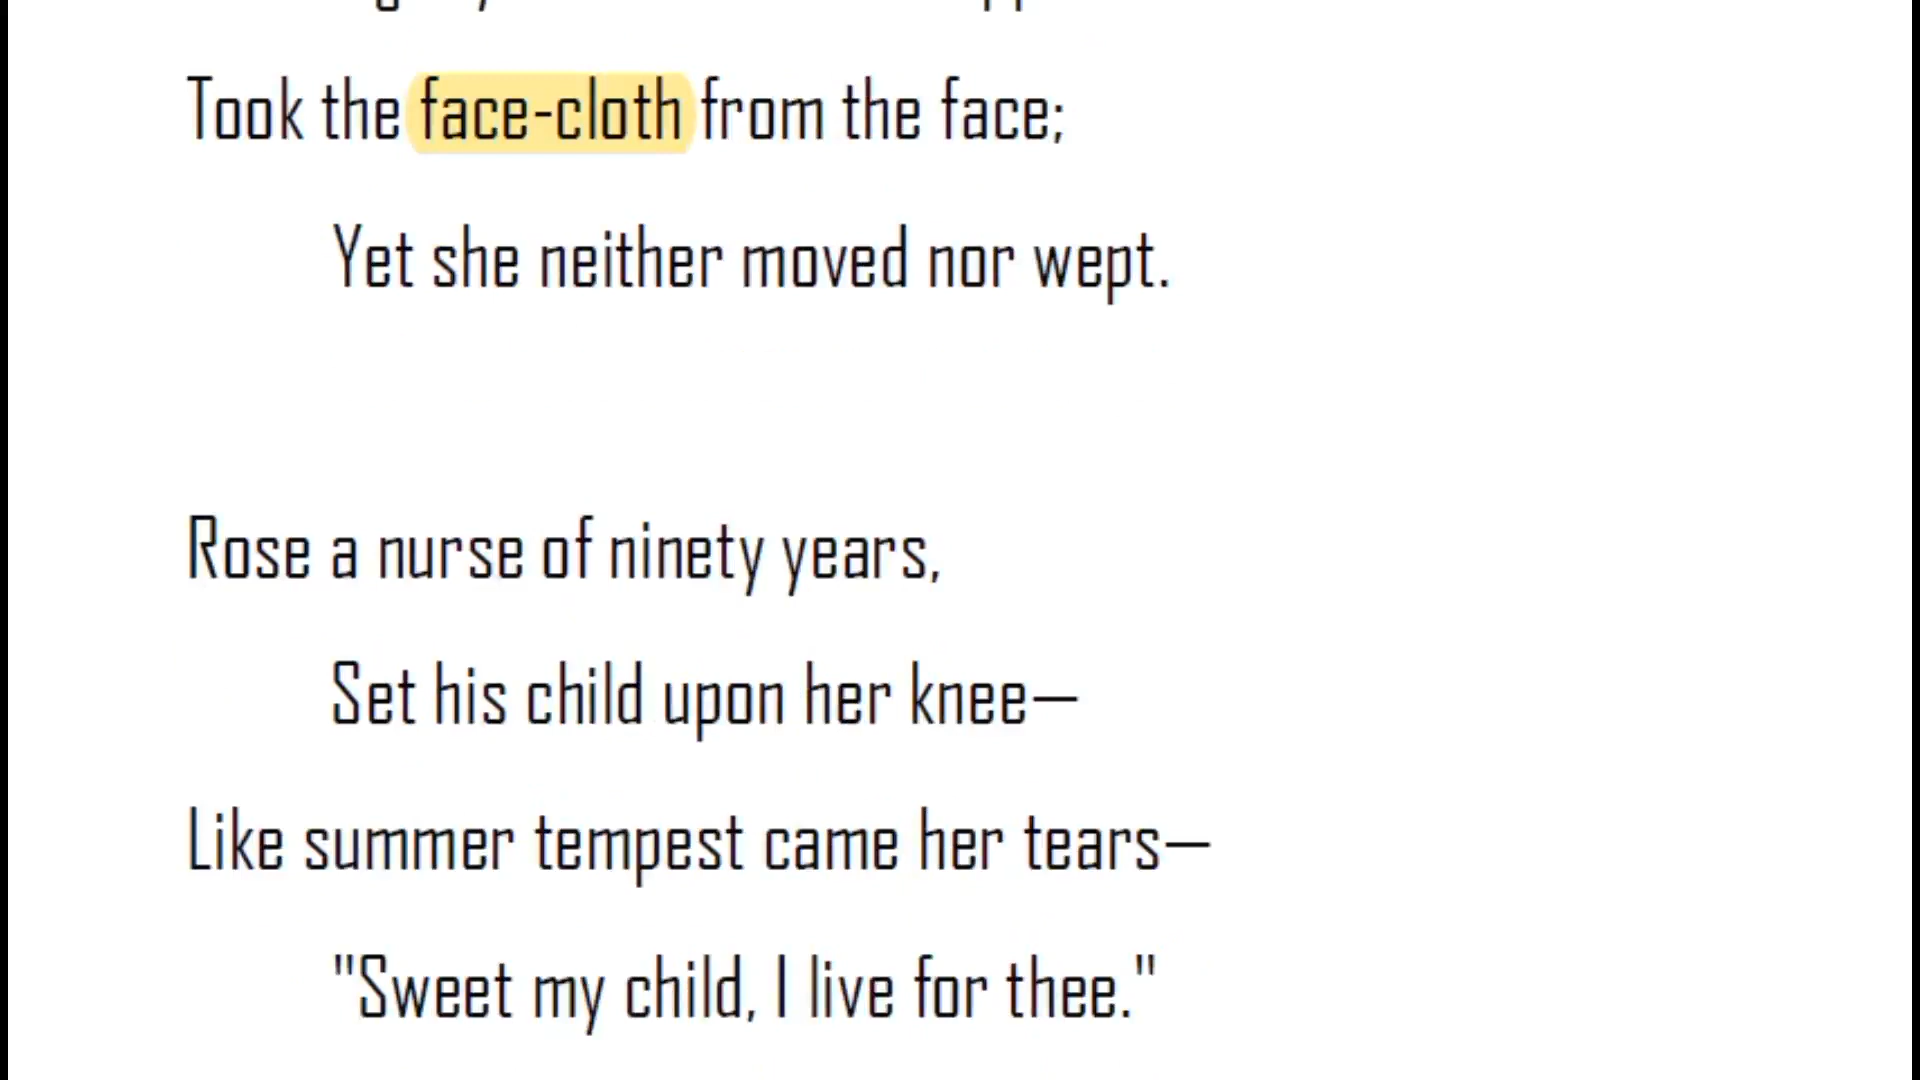 Took the face-cloth from the face;
Yet she neither moved nor wept.
Rose a nurse of ninety years,
Set his child upon her knee—
Like summer tempest came her tears—
"Sweet my child, I live for thee."